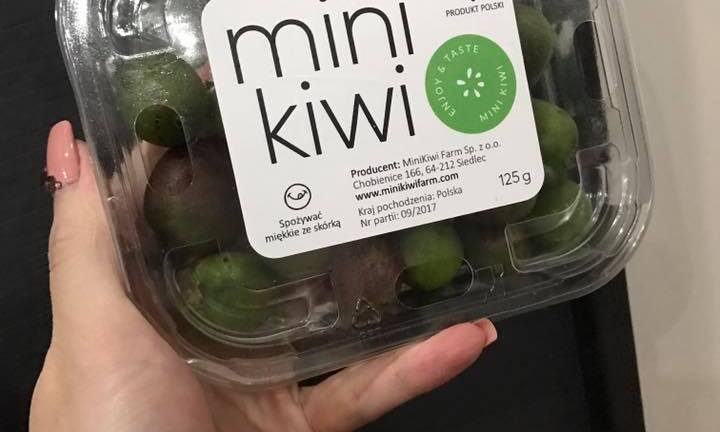 mini
kiwi
PRODUKT POLSKI
ENJOY & TASTE
MINI KIWI
Producent: MiniKiwi Farm Sp. z o.o.
Chobienice 166, 64-212 Siedlec
www.minikiwifarm.com
Kraj pochodzenia: Polska
Nr partii: 09/2017
125 g
Spożywać
miękkie ze skórką